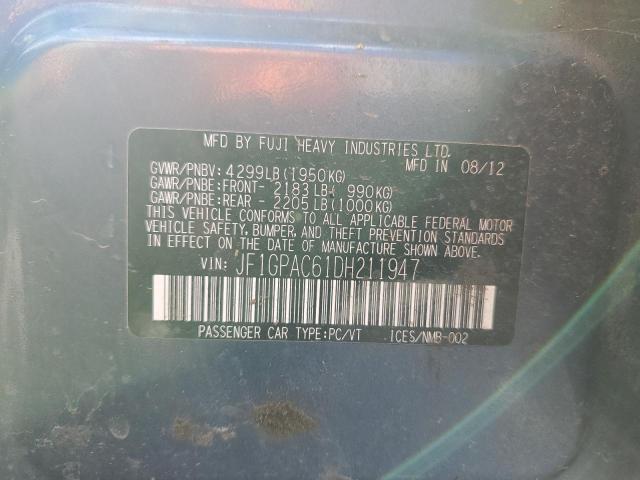 MFD BY FUJI HEAVY INDUSTRIES LTD.
MFD IN 08/12
GVWR/PNBV: 4299LB(1950KG)
GAWR/PNBE:FRONT- 2183LB( 990KG)
GAWR/PNBE:REAR - 2205LB(1000KG)
THIS VEHICLE CONFORMS TO ALL APPLICABLE FEDERAL MOTOR
VEHICLE SAFETY, BUMPER, AND THEFT PREVENTION STANDARDS
IN EFFECT ON THE DATE OF MANUFACTURE SHOWN ABOVE.
VIN: JF1GPAC61DH211947
PASSENGER CAR TYPE:PC/VT ICES/NMB-002